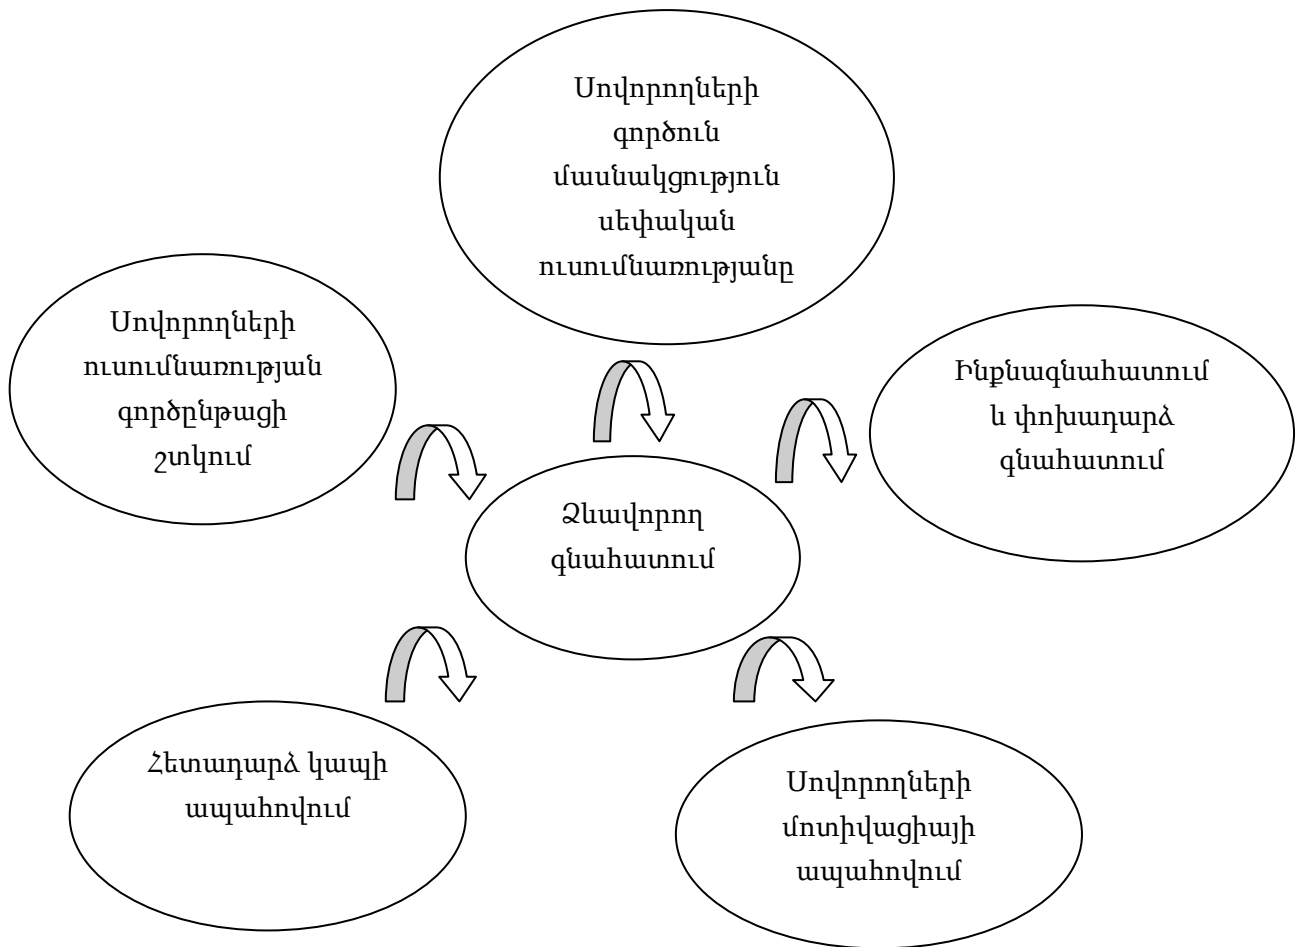 Սովորողների
գործուն
մասնակցություն
սեփական
ուսումնառությանը
Սովորողների
ուսումնառության
գործընթացի
շտկում
Ինքնագնահատում
և փոխադարձ
գնահատում
Ձևավորող
գնահատում
Հետադարձ կապի
ապահովում
Սովորողների
մոտիվացիայի
ապահովում